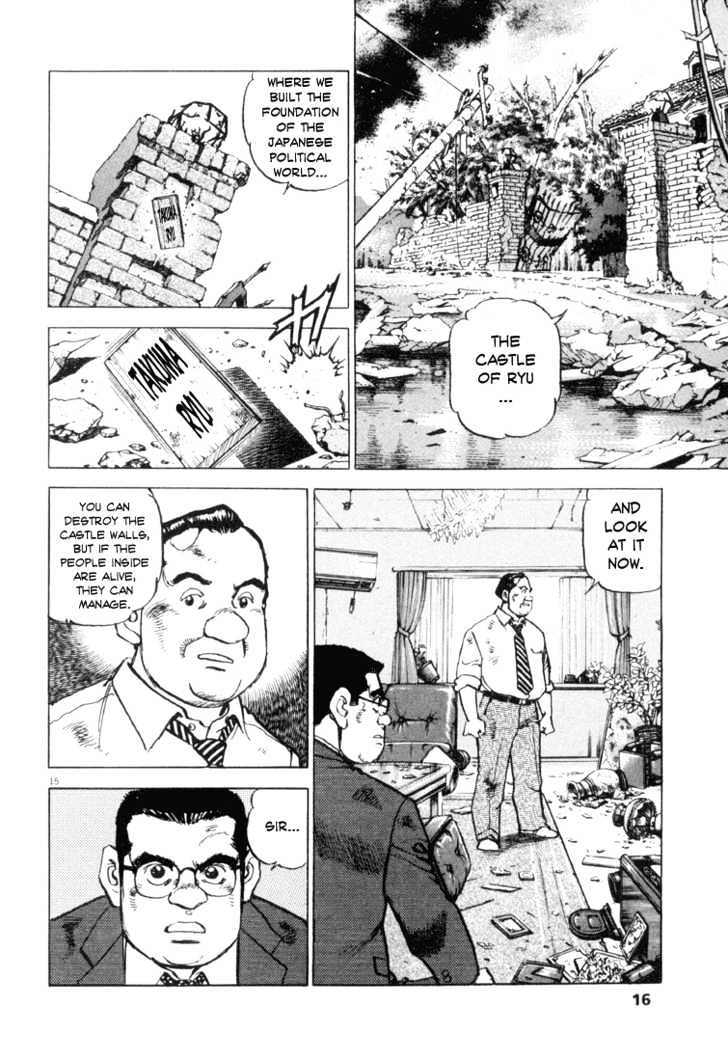 THE
CASTLE
OF RYU
...
WHERE WE
BUILT THE
FOUNDATION
OF THE
JAPANESE
POLITICAL
WORLD...
TAKUMA
RYU
ガ
TAKUMA
RYU
AND
LOOK
AT IT
NOW.
YOU CAN
DESTROY THE
CASTLE WALLS,
BUT IF THE
PEOPLE INSIDE
ARE ALIVE,
THEY CAN
MANAGE.
15
SIR...
16